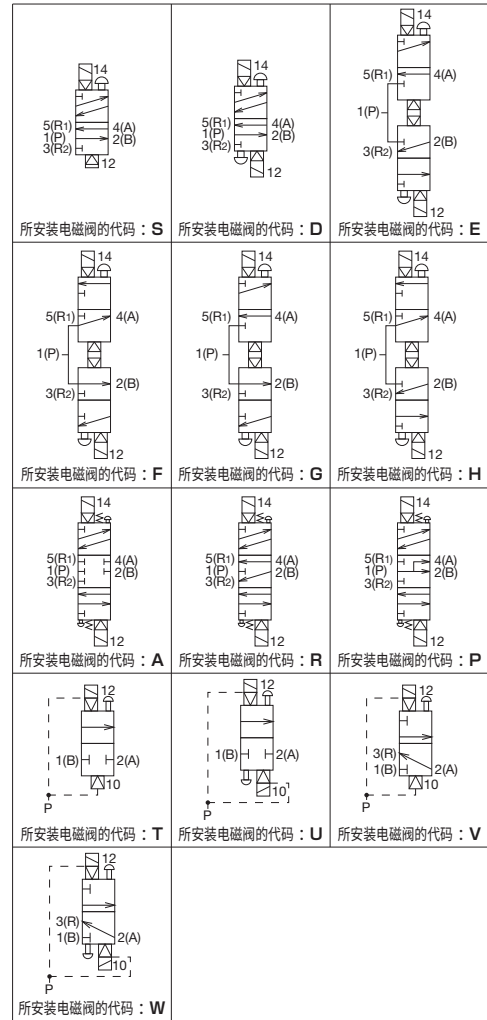 14
5(R1) 4(A)
1(P) 2(B)
3(R2)
12
所安装电磁阀的代码：S
14
5(R1) 4(A)
1(P) 2(B)
3(R2)
12
所安装电磁阀的代码：D
14
5(R1) 4(A)
1(P)
2(B)
3(R2)
12
所安装电磁阀的代码：E
14
5(R1) 4(A)
1(P)
2(B)
3(R2)
12
所安装电磁阀的代码：F
14
5(R1) 4(A)
1(P)
2(B)
3(R2)
12
所安装电磁阀的代码：G
14
5(R1) 4(A)
1(P)
2(B)
3(R2)
12
所安装电磁阀的代码：H
14
5(R1) 4(A)
1(P) 2(B)
3(R2)
12
所安装电磁阀的代码：A
14
5(R1) 4(A)
1(P) 2(B)
3(R2)
12
所安装电磁阀的代码：R
14
5(R1) 4(A)
1(P) 2(B)
3(R2)
12
所安装电磁阀的代码：P
12
1(B) 2(A)
10
P
所安装电磁阀的代码：T
12
1(B) 2(A)
10
P
所安装电磁阀的代码：U
12
3(R)
1(B) 2(A)
10
P
所安装电磁阀的代码：V
12
3(R)
1(B) 2(A)
10
P
所安装电磁阀的代码：W